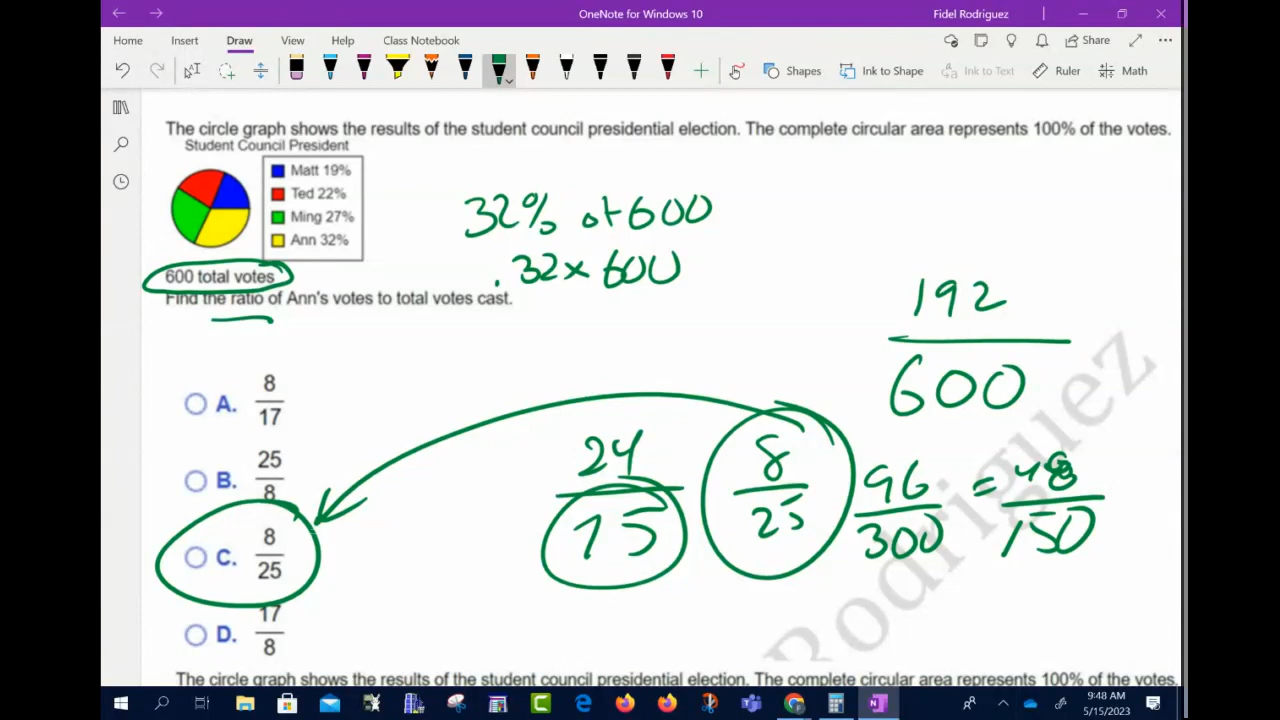 OneNote for Windows 10
Fidel Rodriguez
Home Insert Draw View Help Class Notebook
Share
Shapes Ink to Shape Ink to Text Ruler Math
The circle graph shows the results of the student council presidential election. The complete circular area represents 100% of the votes.
Student Council President
Matt 19%
Ted 22%
Ming 27%
Ann 32%
32% of 600
.32 x 600
600 total votes
Find the ratio of Ann's votes to total votes cast.
192
600
A. 8
17
B. 25
8
C. 8
25
D. 17
8
24
75
8
25
96
300
= 48
150
Rodriguez
Rodriguez
The circle graph shows the results of the student council presidential election. The complete circular area represents 100% of the votes.
9:48 AM
5/15/2023